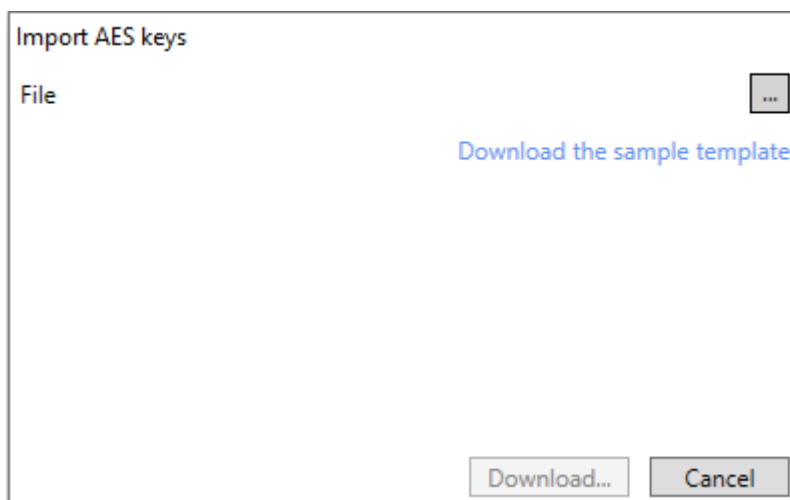 Import AES keys
File
...
Download the sample template
Download... Cancel